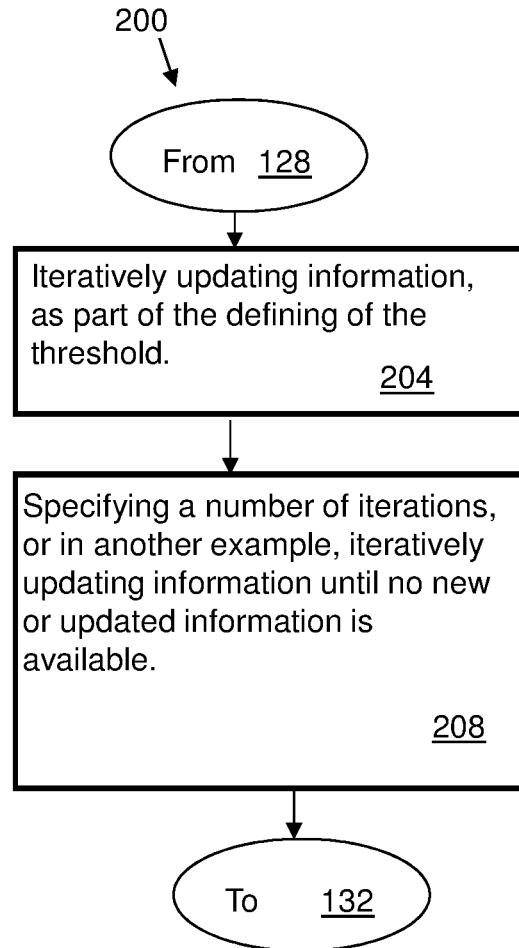 200
From 128
Iteratively updating information,
as part of the defining of the
threshold.
204
Specifying a number of iterations,
or in another example, iteratively
updating information until no new
or updated information is
available.
208
To 132